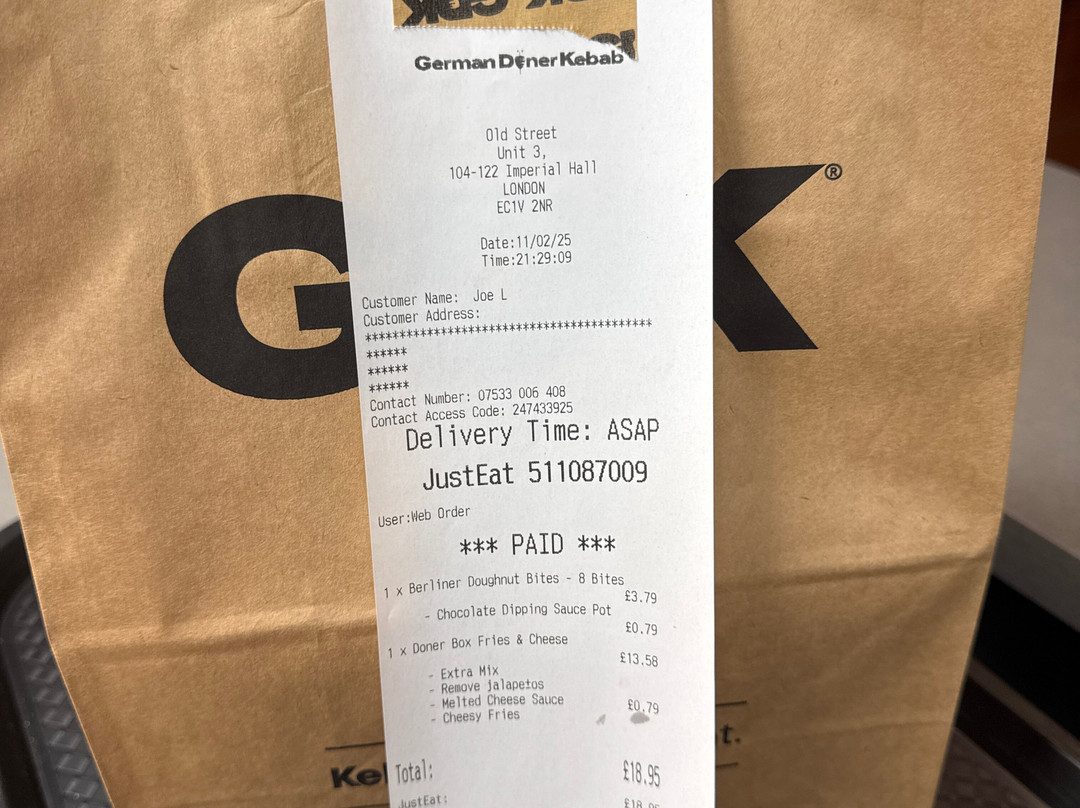 German Döner Kebab
Old Street
Unit 3,
104-122 Imperial Hall
LONDON
EC1V 2NR
Date:11/02/25
Time:21:29:09
Customer Name: Joe L
Customer Address:
******************************************
******
******
******
Contact Number: 07533 006 408
Contact Access Code: 247433925
Delivery Time: ASAP
JustEat 511087009
User:Web Order
*** PAID ***
1 x Berliner Doughnut Bites - 8 Bites
£3.79
- Chocolate Dipping Sauce Pot
£0.79
1 x Doner Box Fries & Cheese
£13.58
- Extra Mix
- Remove jalapetos
- Melted Cheese Sauce
£0.79
- Cheesy Fries
Total: £18.95
JustEat:
G K®